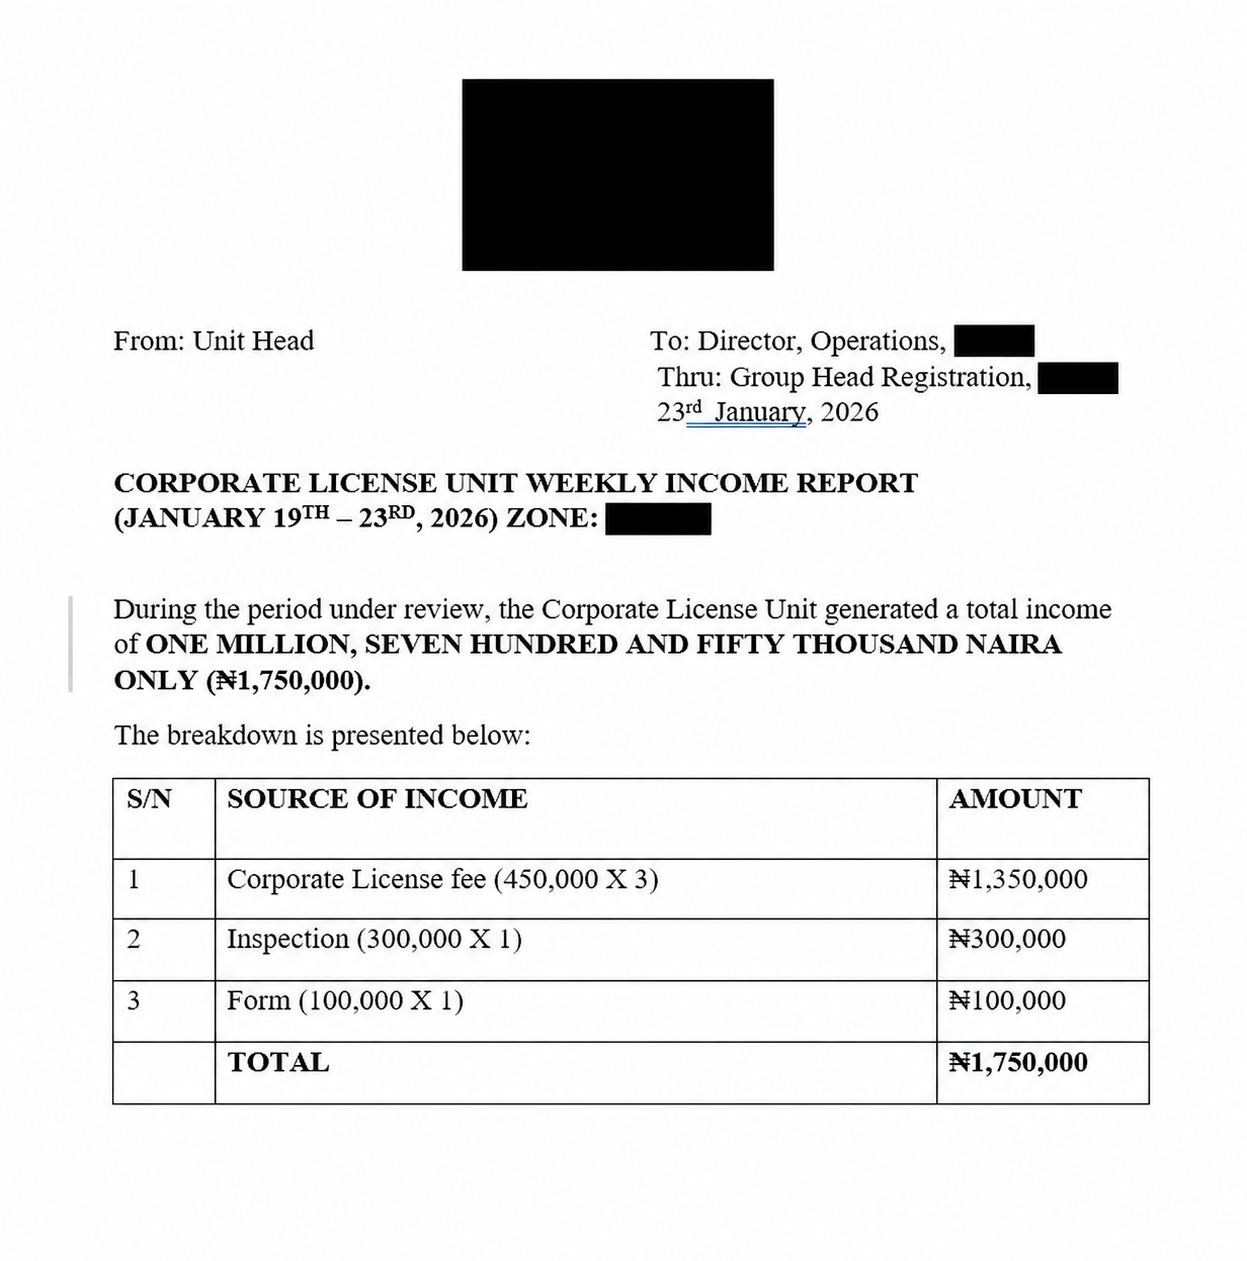 From: Unit Head
To: Director, Operations,
Thru: Group Head Registration,
23rd January, 2026
CORPORATE LICENSE UNIT WEEKLY INCOME REPORT
(JANUARY 19TH – 23RD, 2026) ZONE:
During the period under review, the Corporate License Unit generated a total income
of ONE MILLION, SEVEN HUNDRED AND FIFTY THOUSAND NAIRA
ONLY (₦1,750,000).
The breakdown is presented below:
S/N SOURCE OF INCOME AMOUNT
1 Corporate License fee (450,000 X 3) ₦1,350,000
2 Inspection (300,000 X 1) ₦300,000
3 Form (100,000 X 1) ₦100,000
TOTAL ₦1,750,000